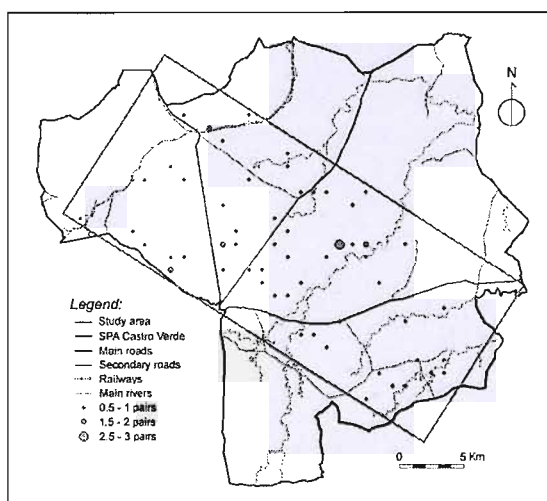 N
Legend:
Study area
SPA Castro Verde
Main roads
Secondary roads
Railways
Main rivers
0.5 - 1 pairs
1.5 - 2 pairs
2.5 - 3 pairs
0 5 Km